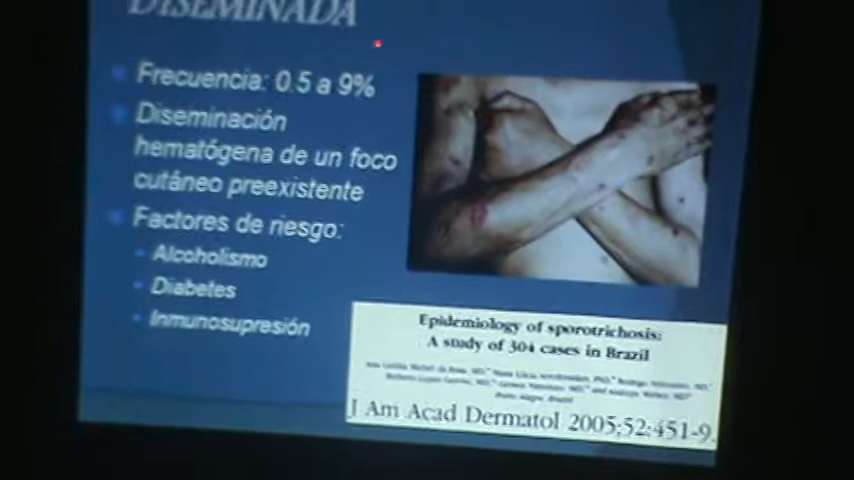 DISEMINADA
Frecuencia: 0.5 a 9%
Diseminación
hematógena de un foco
cutáneo preexistente
Factores de riesgo:
Alcoholismo
Diabetes
Inmunosupresión
Epidemiology of sporotrichosis:
A study of 304 cases in Brazil
J Am Acad Dermatol 2005;52:451-9.